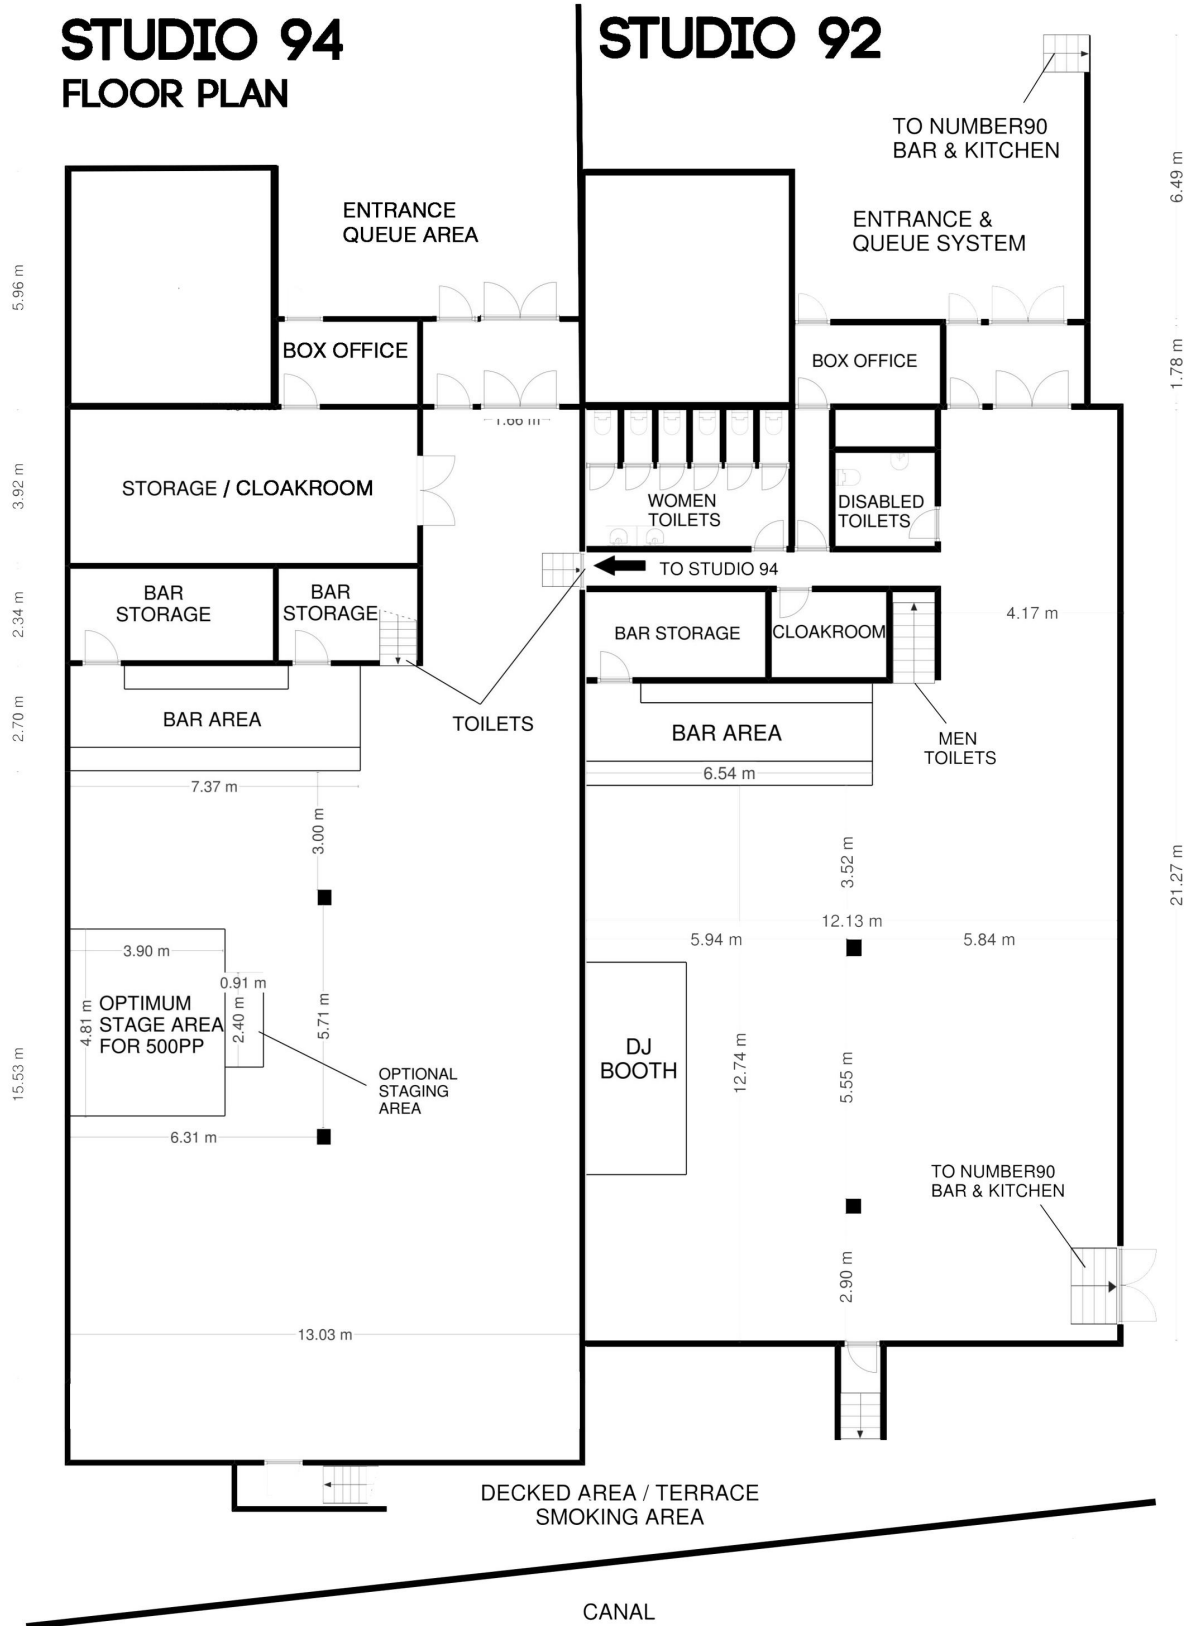 STUDIO 94
FLOOR PLAN
STUDIO 92
TO NUMBER90
BAR & KITCHEN
6.49 m
ENTRANCE
QUEUE AREA
ENTRANCE &
QUEUE SYSTEM
5.96 m
BOX OFFICE
BOX OFFICE
1.78 m
1.66 m
3.92 m
STORAGE / CLOAKROOM
WOMEN
TOILETS
DISABLED
TOILETS
TO STUDIO 94
2.34 m
BAR
STORAGE
BAR
STORAGE
BAR STORAGE
CLOAKROOM
4.17 m
2.70 m
BAR AREA
TOILETS
BAR AREA
MEN
TOILETS
7.37 m
6.54 m
3.00 m
3.52 m
21.27 m
12.13 m
5.94 m
5.84 m
3.90 m
0.91 m
4.81 m
OPTIMUM
STAGE AREA
FOR 500PP
2.40 m
5.71 m
DJ
BOOTH
12.74 m
5.55 m
15.53 m
OPTIONAL
STAGING
AREA
6.31 m
TO NUMBER90
BAR & KITCHEN
2.90 m
13.03 m
DECKED AREA / TERRACE
SMOKING AREA
CANAL